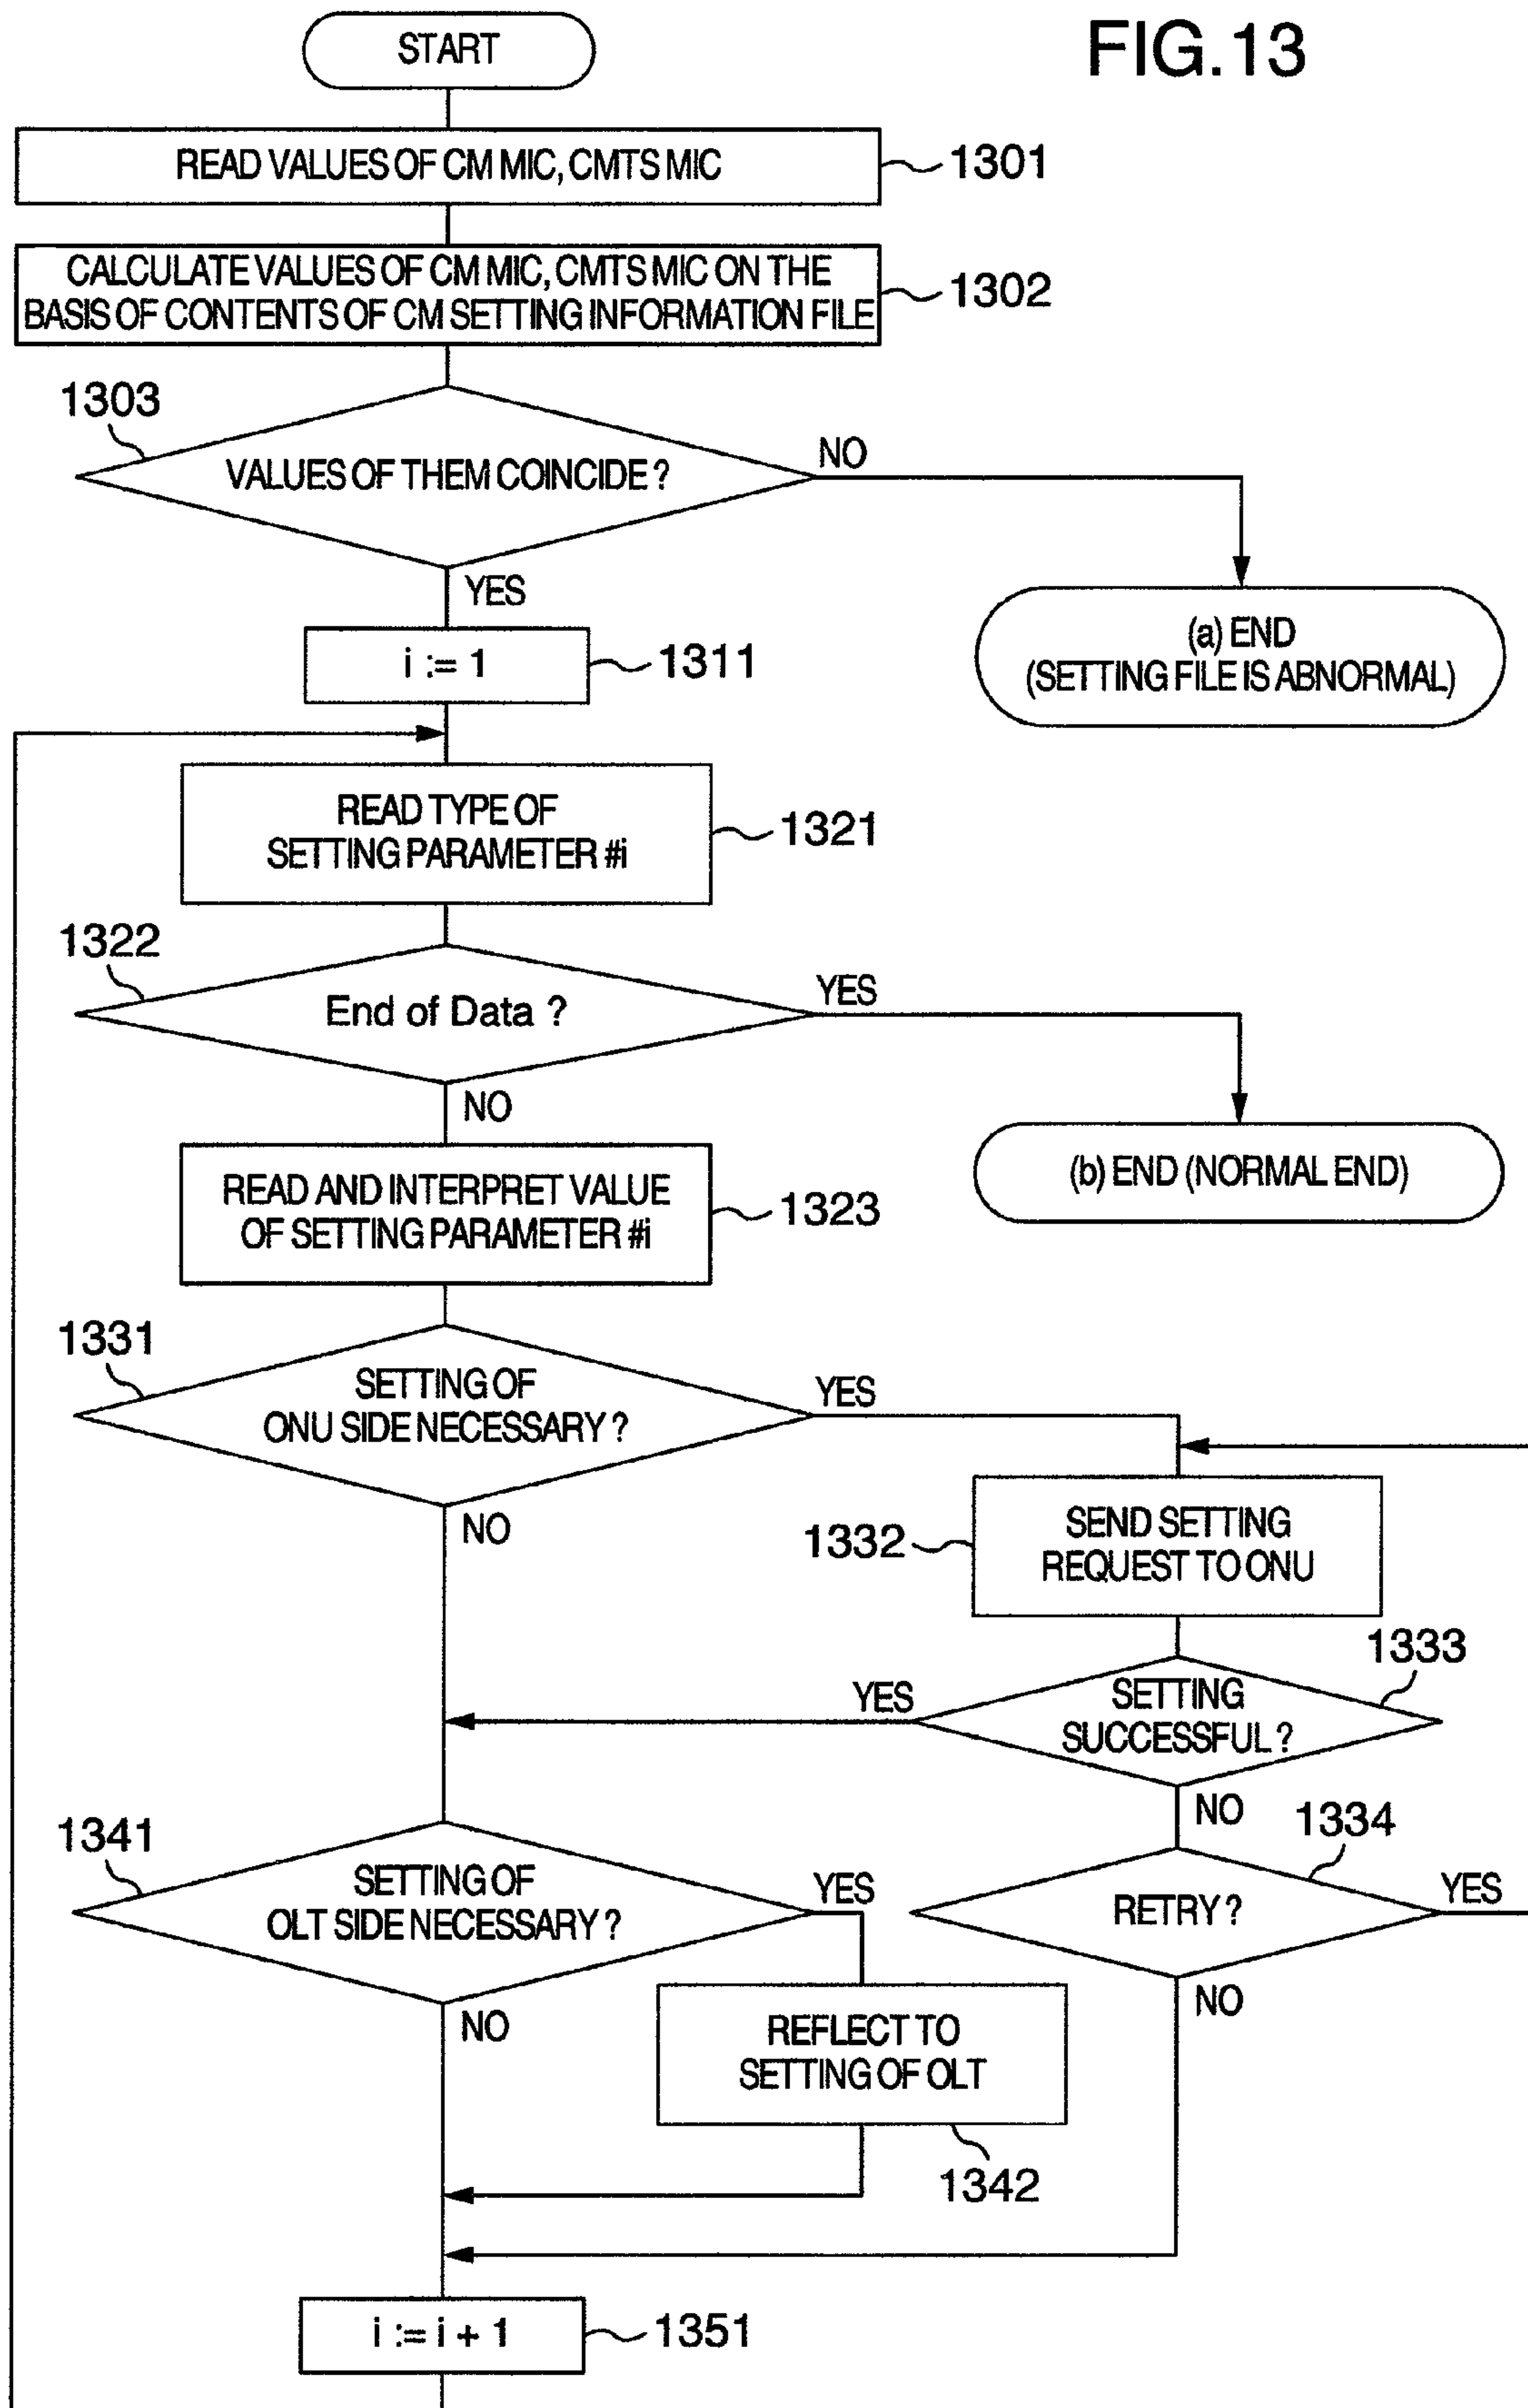 FIG.13
START
READ VALUES OF CM MIC, CMTS MIC
1301
CALCULATE VALUES OF CM MIC, CMTS MIC ON THE
BASIS OF CONTENTS OF CM SETTING INFORMATION FILE
1302
1303
VALUES OF THEM COINCIDE ?
NO
YES
(a) END
(SETTING FILE IS ABNORMAL)
i := 1
1311
READ TYPE OF
SETTING PARAMETER #i
1321
1322
End of Data ?
YES
NO
(b) END (NORMAL END)
READ AND INTERPRET VALUE
OF SETTING PARAMETER #i
1323
1331
SETTING OF
ONU SIDE NECESSARY ?
YES
NO
1332
SEND SETTING
REQUEST TO ONU
1333
SETTING
SUCCESSFUL ?
YES
NO
1334
RETRY ?
YES
NO
1341
SETTING OF
OLT SIDE NECESSARY ?
YES
NO
REFLECT TO
SETTING OF OLT
1342
i := i + 1
1351